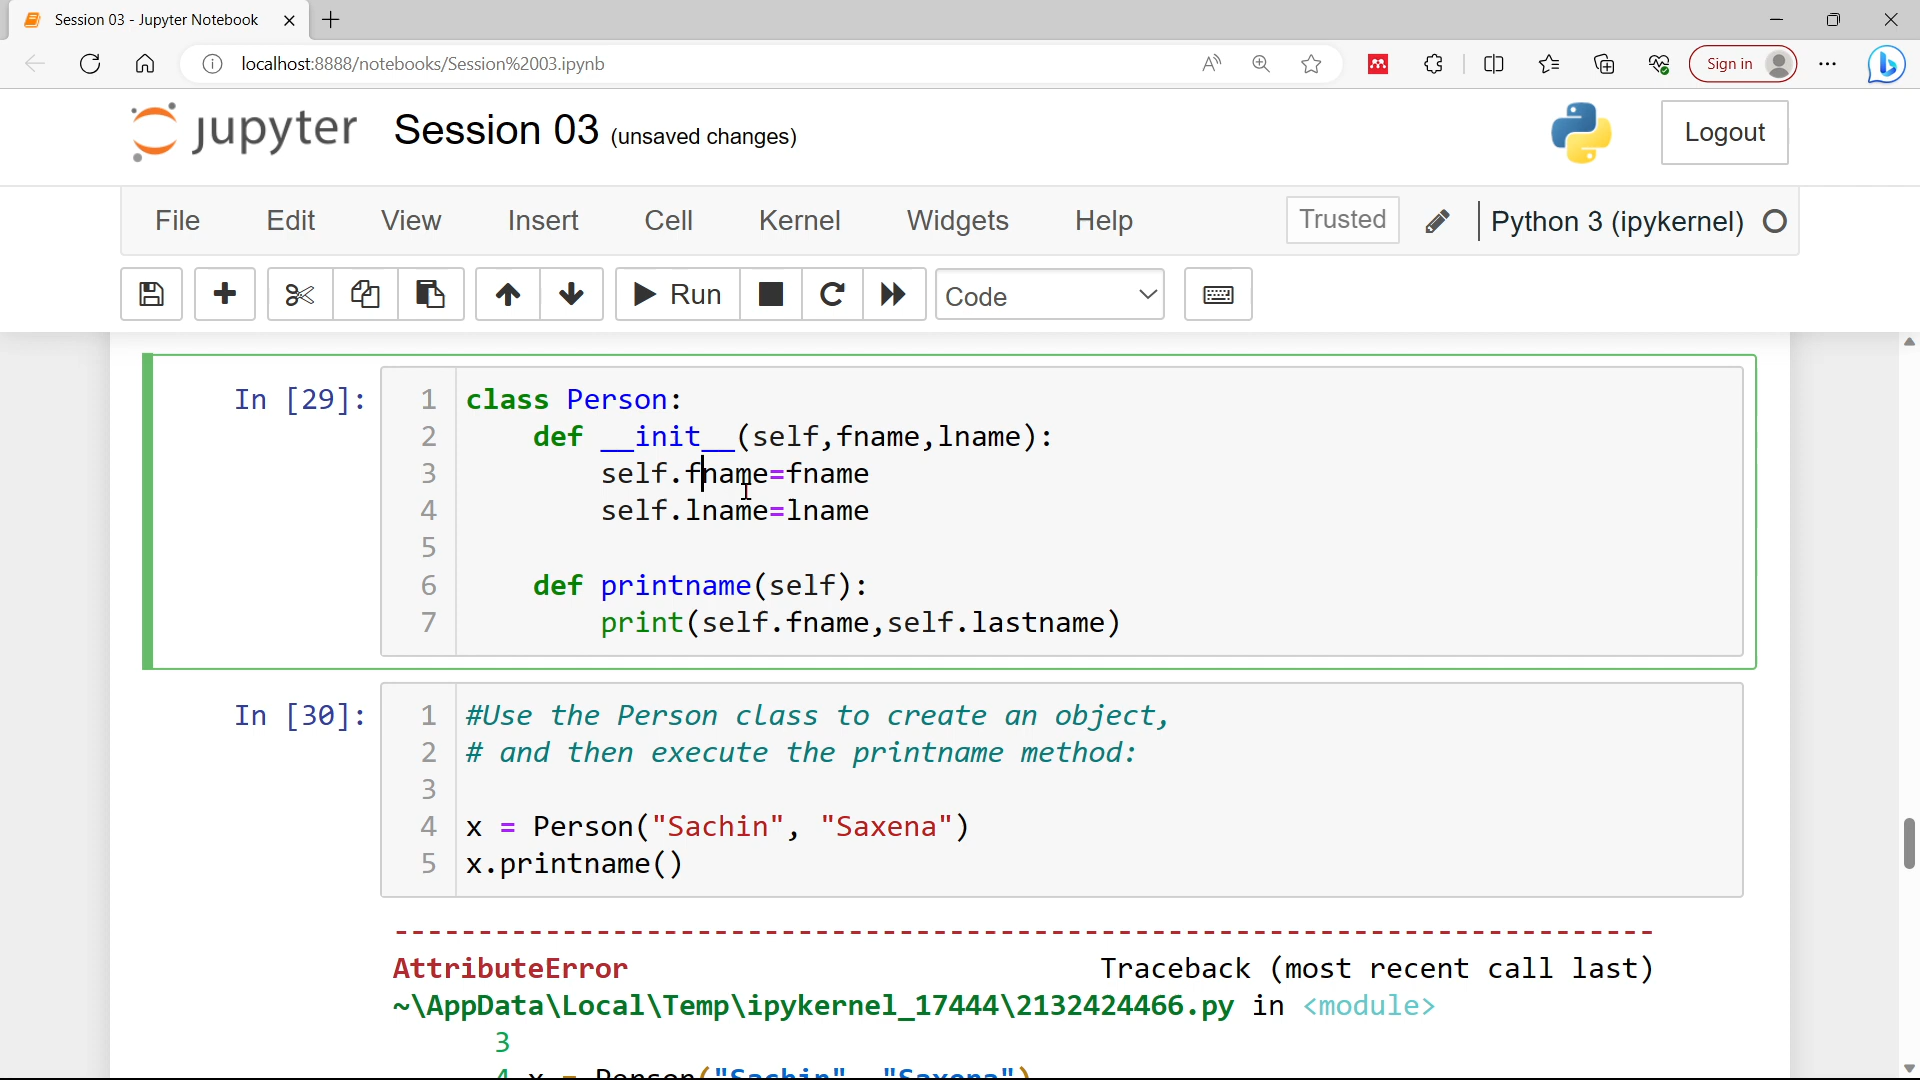 Session 03 - Jupyter Notebook
localhost:8888/notebooks/Session%2003.ipynb
Sign in
jupyter Session 03 (unsaved changes)
Logout
File Edit View Insert Cell Kernel Widgets Help Trusted Python 3 (ipykernel)
Run Code
In [29]:
1 class Person:
2 def __init__(self,fname,lname):
3 self.fname=fname
4 self.lname=lname
5
6 def printname(self):
7 print(self.fname,self.lastname)
In [30]:
1 #Use the Person class to create an object,
2 # and then execute the printname method:
3
4 x = Person("Sachin", "Saxena")
5 x.printname()
--------------------------------------------------------------------------­-
AttributeError Traceback (most recent call last)
~\AppData\Local\Temp\ipykernel_17444\2132424466.py in <module>
3
4 x = Person("Sachin", "Saxena")